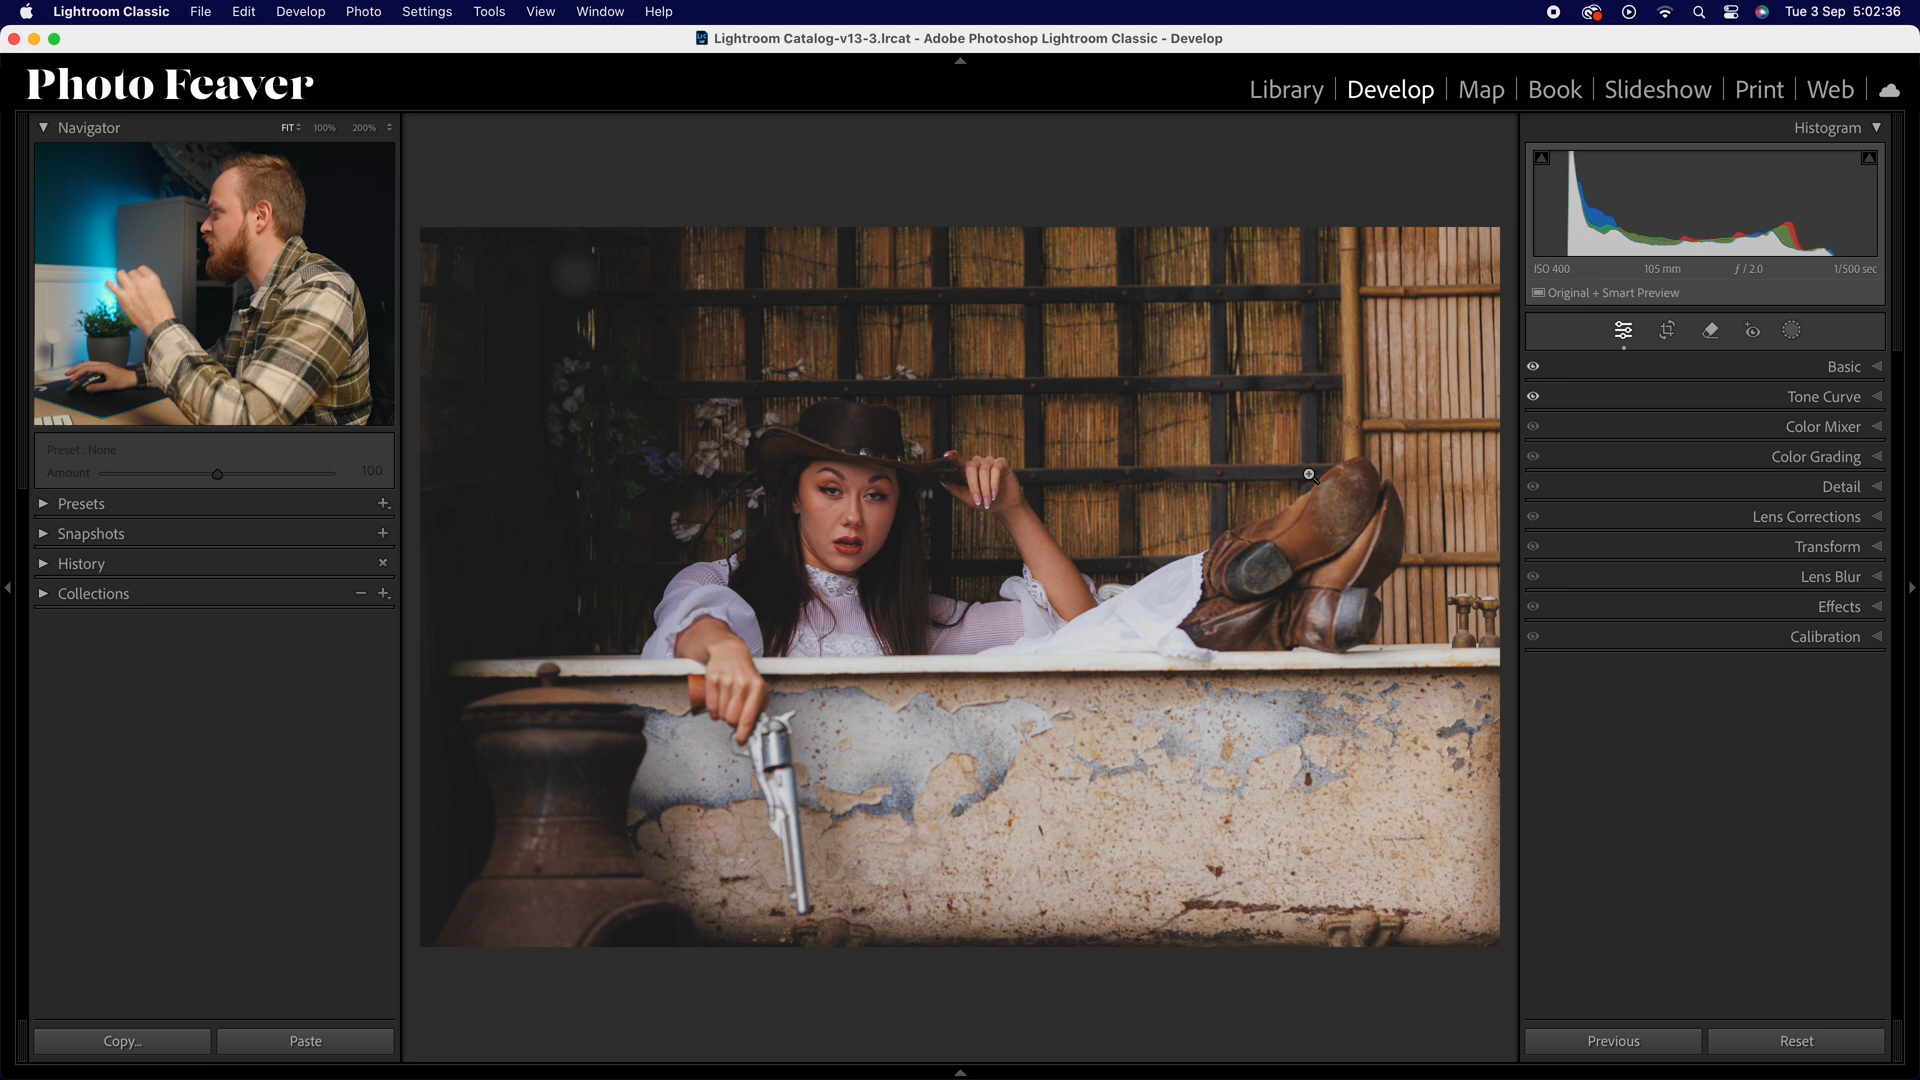 Lightroom Classic File Edit Develop Photo Settings Tools View Window Help Tue 3 Sep 5:02:36
Lightroom Catalog-v13-3.lrcat - Adobe Photoshop Lightroom Classic - Develop
Photo Feaver
Library Develop Map Book Slideshow Print Web
Navigator FIT 100% 200%
Histogram
ISO 400 105 mm ƒ / 2.0 1/500 sec
Original + Smart Preview
Preset : None
Amount 100
Presets
Snapshots
History
Collections
Basic
Tone Curve
Color Mixer
Color Grading
Detail
Lens Corrections
Transform
Lens Blur
Effects
Calibration
Copy... Paste
Previous Reset